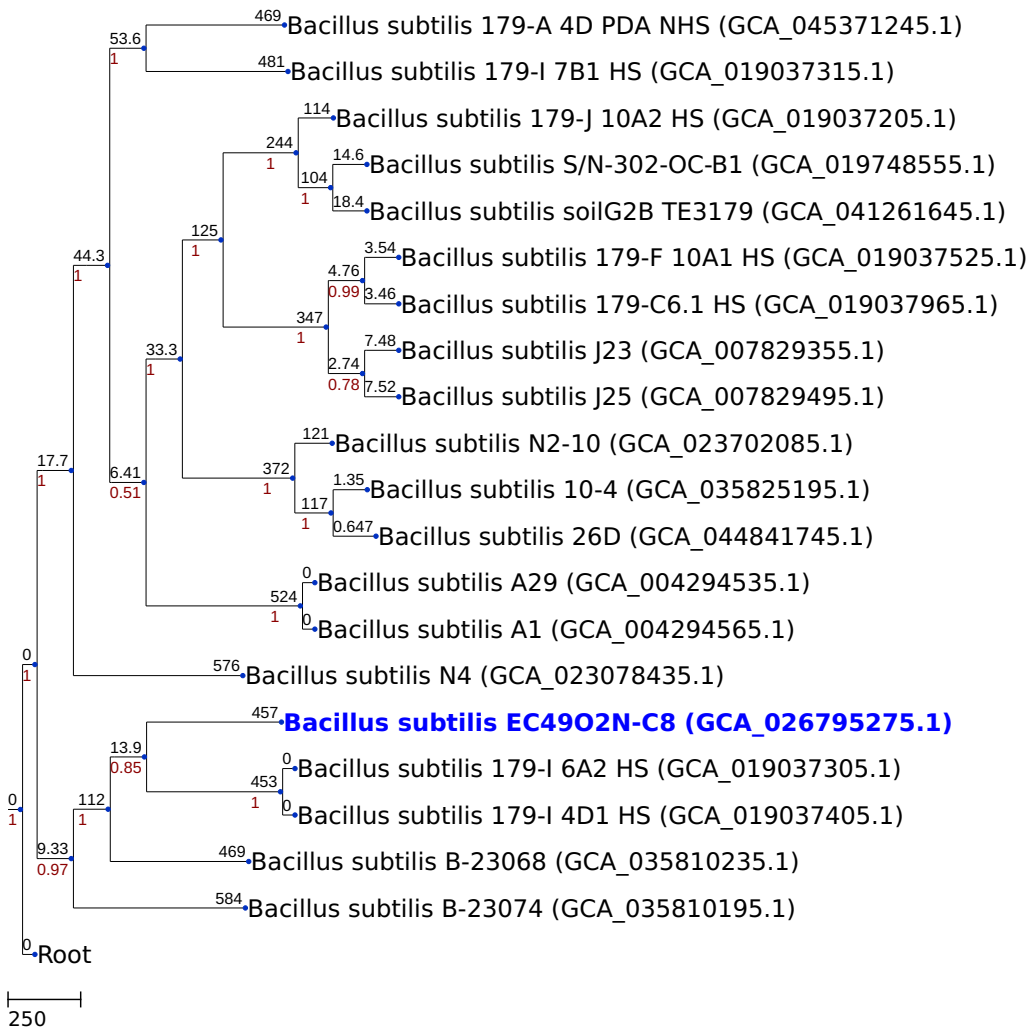 469
Bacillus subtilis 179-A 4D PDA NHS (GCA_045371245.1)
53.6
1
481
Bacillus subtilis 179-I 7B1 HS (GCA_019037315.1)
114
Bacillus subtilis 179-J 10A2 HS (GCA_019037205.1)
244
1
14.6
Bacillus subtilis S/N-302-OC-B1 (GCA_019748555.1)
104
1
18.4
Bacillus subtilis soilG2B TE3179 (GCA_041261645.1)
125
1
44.3
1
3.54
Bacillus subtilis 179-F 10A1 HS (GCA_019037525.1)
4.76
0.99
3.46
Bacillus subtilis 179-C6.1 HS (GCA_019037965.1)
347
1
33.3
1
7.48
Bacillus subtilis J23 (GCA_007829355.1)
2.74
0.78
7.52
Bacillus subtilis J25 (GCA_007829495.1)
121
Bacillus subtilis N2-10 (GCA_023702085.1)
17.7
1
6.41
0.51
372
1
1.35
Bacillus subtilis 10-4 (GCA_035825195.1)
117
1
0.647
Bacillus subtilis 26D (GCA_044841745.1)
0
Bacillus subtilis A29 (GCA_004294535.1)
524
1
0
Bacillus subtilis A1 (GCA_004294565.1)
0
1
576
Bacillus subtilis N4 (GCA_023078435.1)
457
Bacillus subtilis EC49O2N-C8 (GCA_026795275.1)
13.9
0.85
0
Bacillus subtilis 179-I 6A2 HS (GCA_019037305.1)
453
1
0
Bacillus subtilis 179-I 4D1 HS (GCA_019037405.1)
0
1
112
1
9.33
0.97
469
Bacillus subtilis B-23068 (GCA_035810235.1)
584
Bacillus subtilis B-23074 (GCA_035810195.1)
0
Root
250